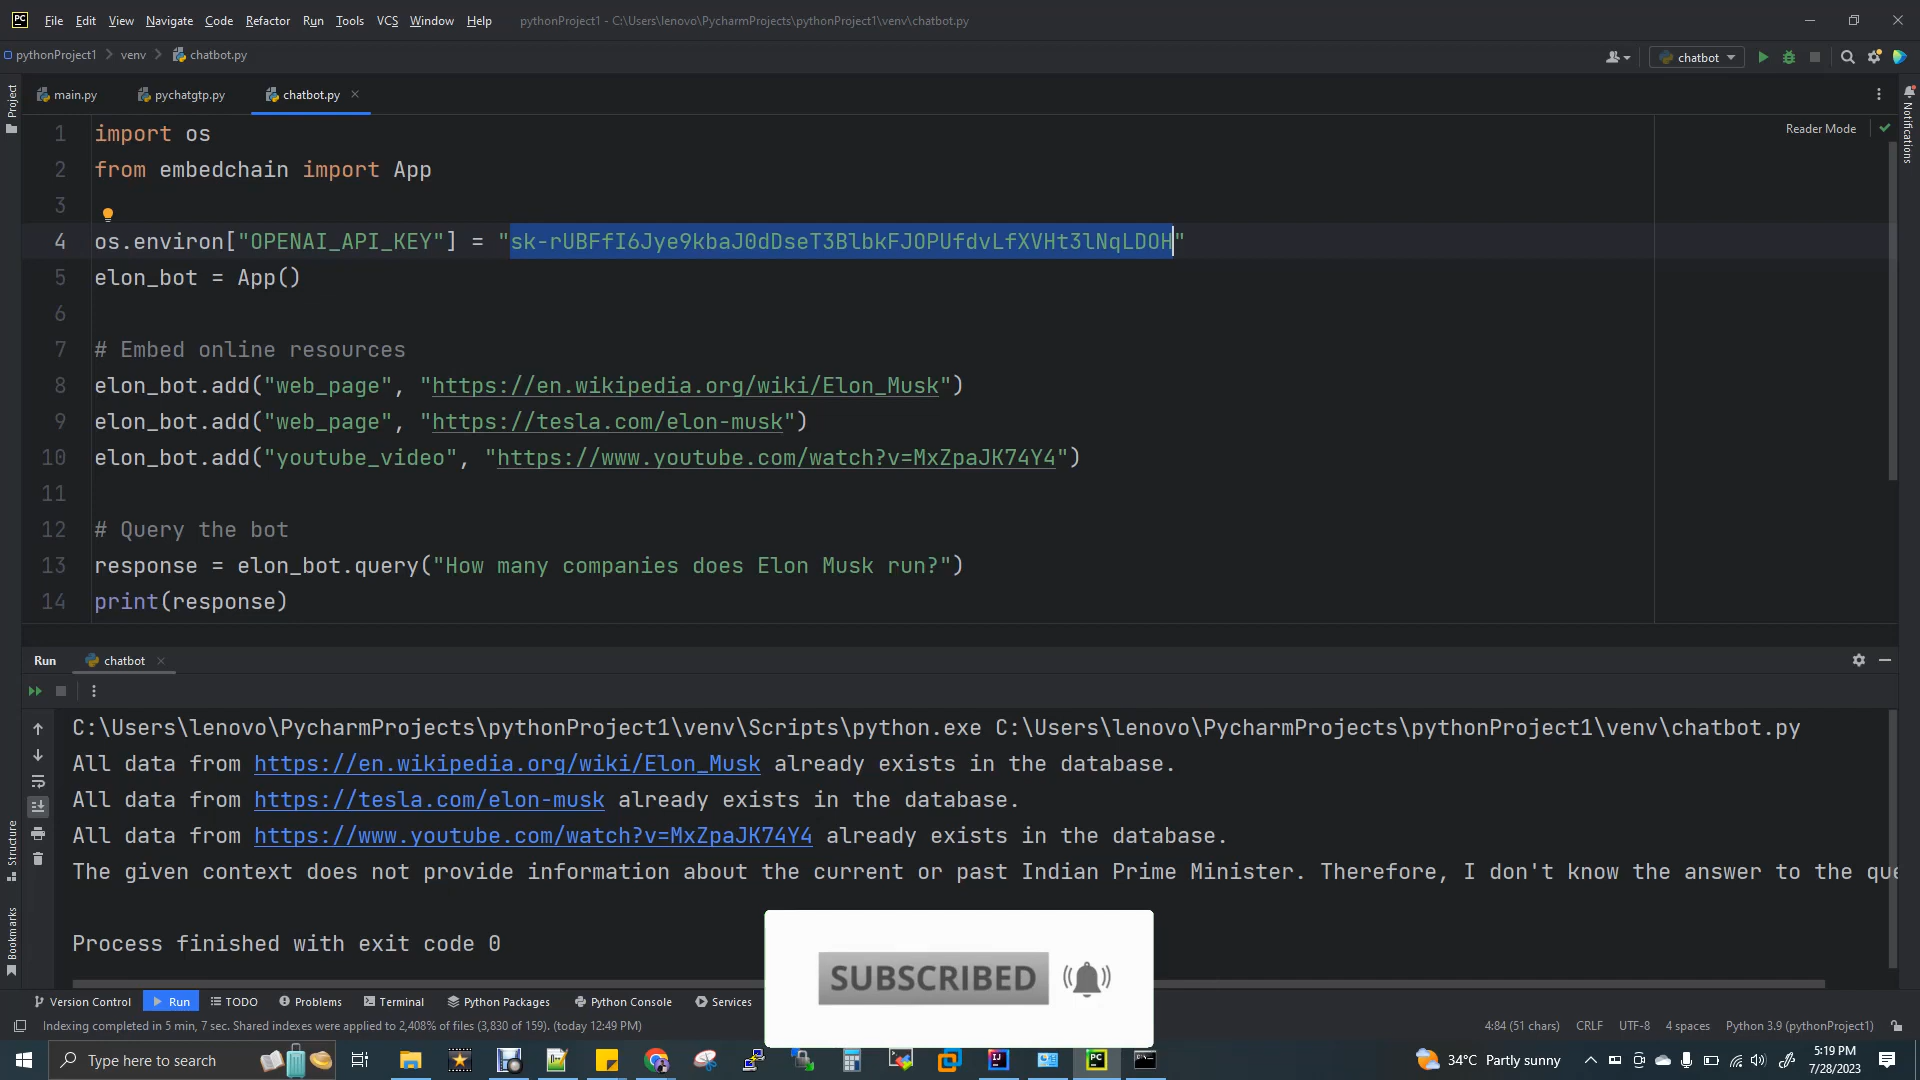 File Edit View Navigate Code Refactor Run Tools VCS Window Help pythonProject1 - C:\Users\lenovo\PycharmProjects\pythonProject1\venv\chatbot.py
pythonProject1 venv chatbot.py
chatbot
main.py pychatgtp.py chatbot.py
Project
Notifications
Reader Mode
1 import os
2 from embedchain import App
3
4 os.environ["OPENAI_API_KEY"] = "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"
5 elon_bot = App()
6
7 # Embed online resources
8 elon_bot.add("web_page", "https://en.wikipedia.org/wiki/Elon_Musk")
9 elon_bot.add("web_page", "https://tesla.com/elon-musk")
10 elon_bot.add("youtube_video", "https://www.youtube.com/watch?v=MxZpaJK74Y4")
11
12 # Query the bot
13 response = elon_bot.query("How many companies does Elon Musk run?")
14 print(response)
Run chatbot
C:\Users\lenovo\PycharmProjects\pythonProject1\venv\Scripts\python.exe C:\Users\lenovo\PycharmProjects\pythonProject1\venv\chatbot.py
All data from https://en.wikipedia.org/wiki/Elon_Musk already exists in the database.
All data from https://tesla.com/elon-musk already exists in the database.
All data from https://www.youtube.com/watch?v=MxZpaJK74Y4 already exists in the database.
The given context does not provide information about the current or past Indian Prime Minister. Therefore, I don't know the answer to the que
Process finished with exit code 0
Structure
Bookmarks
SUBSCRIBED
Version Control Run TODO Problems Terminal Python Packages Python Console Services
Indexing completed in 5 min, 7 sec. Shared indexes were applied to 2,408% of files (3,830 of 159). (today 12:49 PM) 4:84 (51 chars) CRLF UTF-8 4 spaces Python 3.9 (pythonProject1)
Type here to search
34°C Partly sunny
5:19 PM
7/28/2023